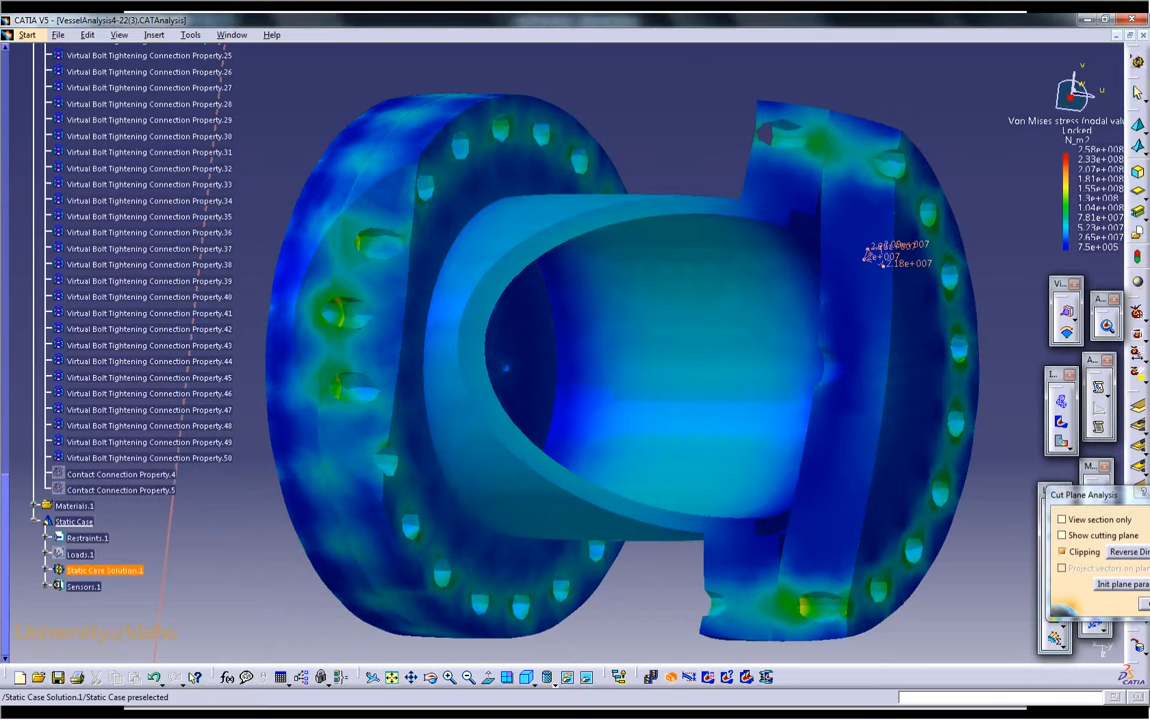 CATIA V5 - [VesselAnalysis4-22(3).CATAnalysis]
Start File Edit View Insert Tools Window Help
Virtual Bolt Tightening Connection Property.25
Virtual Bolt Tightening Connection Property.26
Virtual Bolt Tightening Connection Property.27
Virtual Bolt Tightening Connection Property.28
Virtual Bolt Tightening Connection Property.29
Virtual Bolt Tightening Connection Property.30
Virtual Bolt Tightening Connection Property.31
Virtual Bolt Tightening Connection Property.32
Virtual Bolt Tightening Connection Property.33
Virtual Bolt Tightening Connection Property.34
Virtual Bolt Tightening Connection Property.35
Virtual Bolt Tightening Connection Property.36
Virtual Bolt Tightening Connection Property.37
Virtual Bolt Tightening Connection Property.38
Virtual Bolt Tightening Connection Property.39
Virtual Bolt Tightening Connection Property.40
Virtual Bolt Tightening Connection Property.41
Virtual Bolt Tightening Connection Property.42
Virtual Bolt Tightening Connection Property.43
Virtual Bolt Tightening Connection Property.44
Virtual Bolt Tightening Connection Property.45
Virtual Bolt Tightening Connection Property.46
Virtual Bolt Tightening Connection Property.47
Virtual Bolt Tightening Connection Property.48
Virtual Bolt Tightening Connection Property.49
Virtual Bolt Tightening Connection Property.50
Contact Connection Property.4
Contact Connection Property.5
Materials.1
Static Case
Restraints.1
Loads.1
Static Case Solution.1
Sensors.1
University of Idaho
Von Mises stress (nodal val
Locked
N_m2
2.58e+008
2.33e+008
2.07e+008
1.81e+008
1.55e+008
1.3e+008
1.04e+008
7.81e+007
5.23e+007
2.65e+007
7.5e+005
2.18e+007
Vi...
A...
I...
A...
M...
Cut Plane Analysis
View section only
Show cutting plane
Clipping Reverse Dir
Project vectors on plan
Init plane para
CATIA
/Static Case Solution.1/Static Case preselected